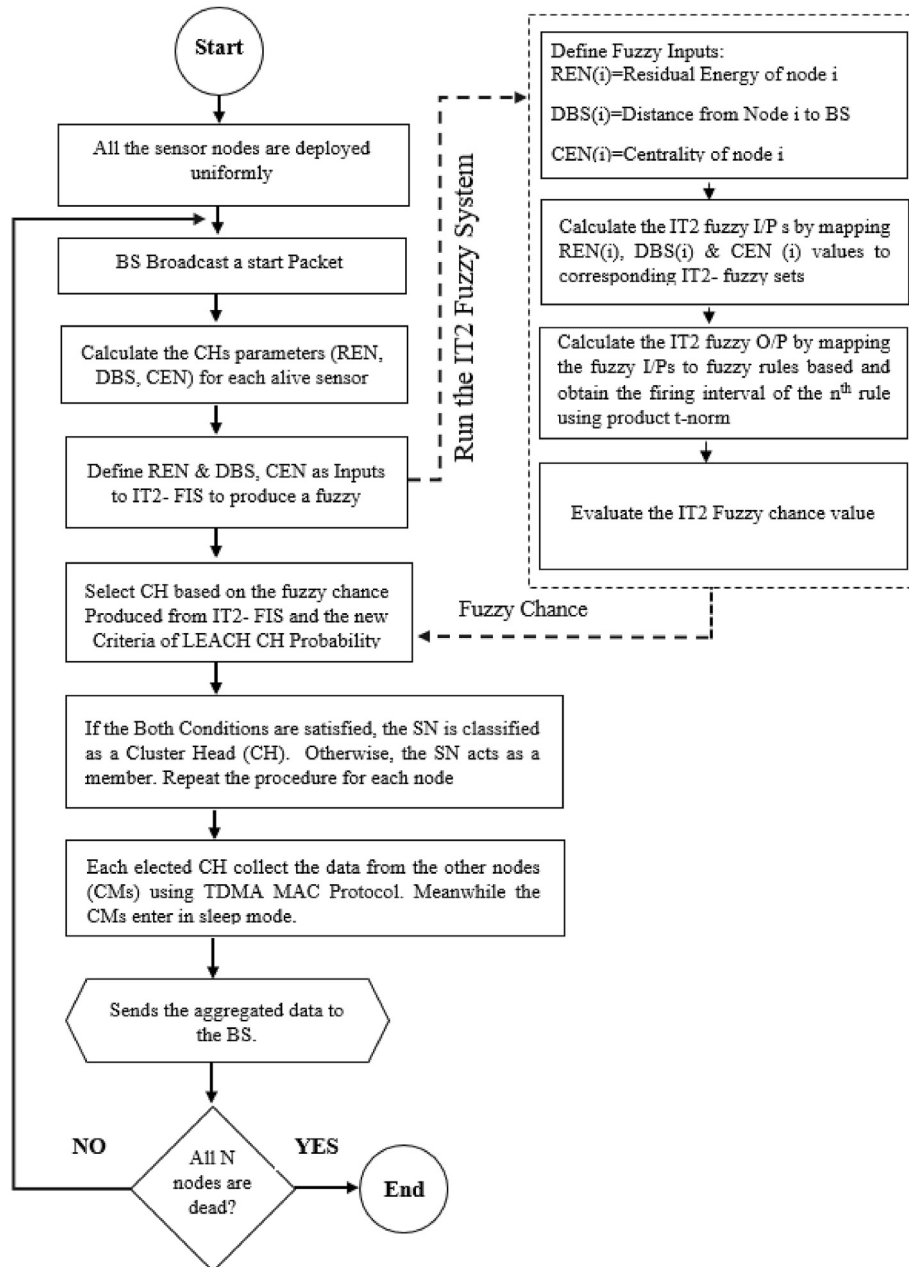 Start
All the sensor nodes are deployed
uniformly
BS Broadcast a start Packet
Calculate the CHs parameters (REN,
DBS, CEN) for each alive sensor
Define REN & DBS, CEN as Inputs
to IT2- FIS to produce a fuzzy
Run the IT2 Fuzzy System
Define Fuzzy Inputs:
REN(i)=Residual Energy of node i
DBS(i)=Distance from Node i to BS
CEN(i)=Centrality of node i
Calculate the IT2 fuzzy I/P s by mapping
REN(i), DBS(i) & CEN (i) values to
corresponding IT2- fuzzy sets
Calculate the IT2 fuzzy O/P by mapping
the fuzzy I/Ps to fuzzy rules based and
obtain the firing interval of the nth rule
using product t-norm
Evaluate the IT2 Fuzzy chance value
Fuzzy Chance
Select CH based on the fuzzy chance
Produced from IT2- FIS and the new
Criteria of LEACH CH Probability
If the Both Conditions are satisfied, the SN is classified
as a Cluster Head (CH). Otherwise, the SN acts as a
member. Repeat the procedure for each node
Each elected CH collect the data from the other nodes
(CMs) using TDMA MAC Protocol. Meanwhile the
CMs enter in sleep mode.
Sends the aggregated data to
the BS.
NO
YES
All N
nodes are
dead?
End